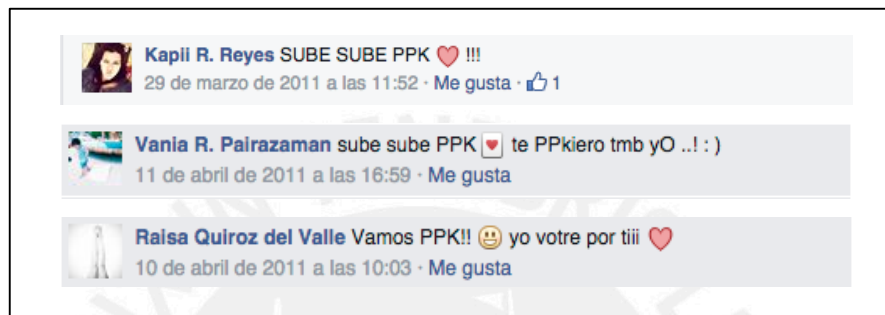 Kapii R. Reyes SUBE SUBE PPK ❤ !!!
29 de marzo de 2011 a las 11:52 · Me gusta · 👍 1
Vania R. Pairazaman sube sube PPK 💌 te PPkiero tmb yO ..! : )
11 de abril de 2011 a las 16:59 · Me gusta
Raisa Quiroz del Valle Vamos PPK!! 😃 yo votre por tiii ❤
10 de abril de 2011 a las 10:03 · Me gusta